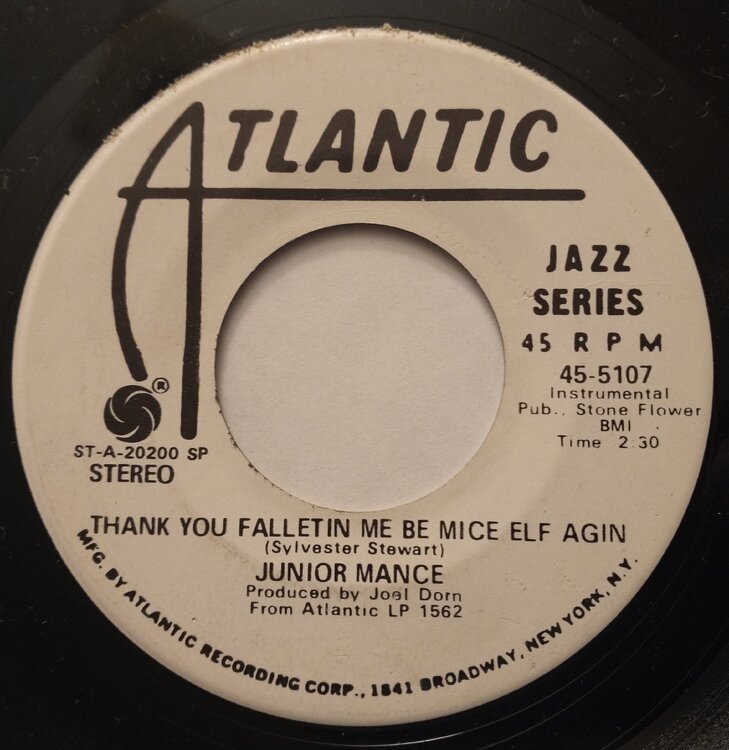 ATLANTIC
JAZZ
SERIES
45 RPM
45-5107
Instrumental
Pub., Stone Flower
BMI
Time 2:30
®
ST-A-20200 SP
STEREO
THANK YOU FALLETIN ME BE MICE ELF AGIN
(Sylvester Stewart)
JUNIOR MANCE
Produced by Joel Dorn
From Atlantic LP 1562
MFG. BY ATLANTIC RECORDING CORP., 1841 BROADWAY, NEW YORK, N.Y.